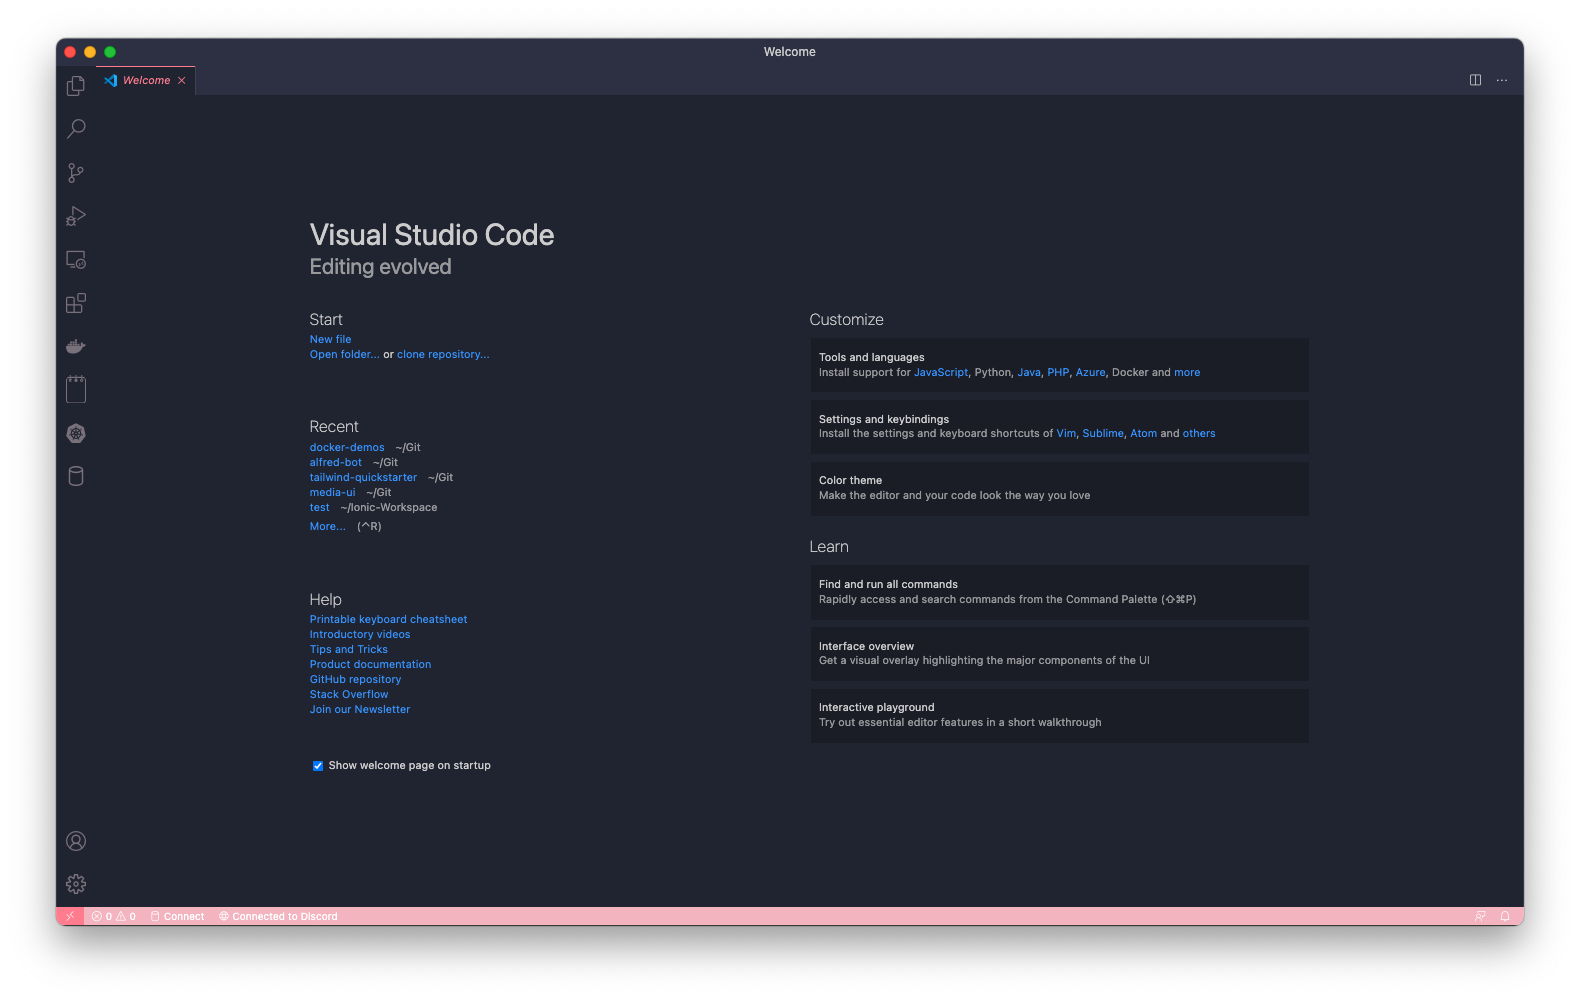 Welcome
Welcome
Visual Studio Code
Editing evolved
Start
New file
Open folder... or clone repository...
Recent
docker-demos ~/Git
alfred-bot ~/Git
tailwind-quickstarter ~/Git
media-ui ~/Git
test ~/Ionic-Workspace
More... (^R)
Help
Printable keyboard cheatsheet
Introductory videos
Tips and Tricks
Product documentation
GitHub repository
Stack Overflow
Join our Newsletter
Show welcome page on startup
Customize
Tools and languages
Install support for JavaScript, Python, Java, PHP, Azure, Docker and more
Settings and keybindings
Install the settings and keyboard shortcuts of Vim, Sublime, Atom and others
Color theme
Make the editor and your code look the way you love
Learn
Find and run all commands
Rapidly access and search commands from the Command Palette (⇧⌘P)
Interface overview
Get a visual overlay highlighting the major components of the UI
Interactive playground
Try out essential editor features in a short walkthrough
0 0 Connect Connected to Discord